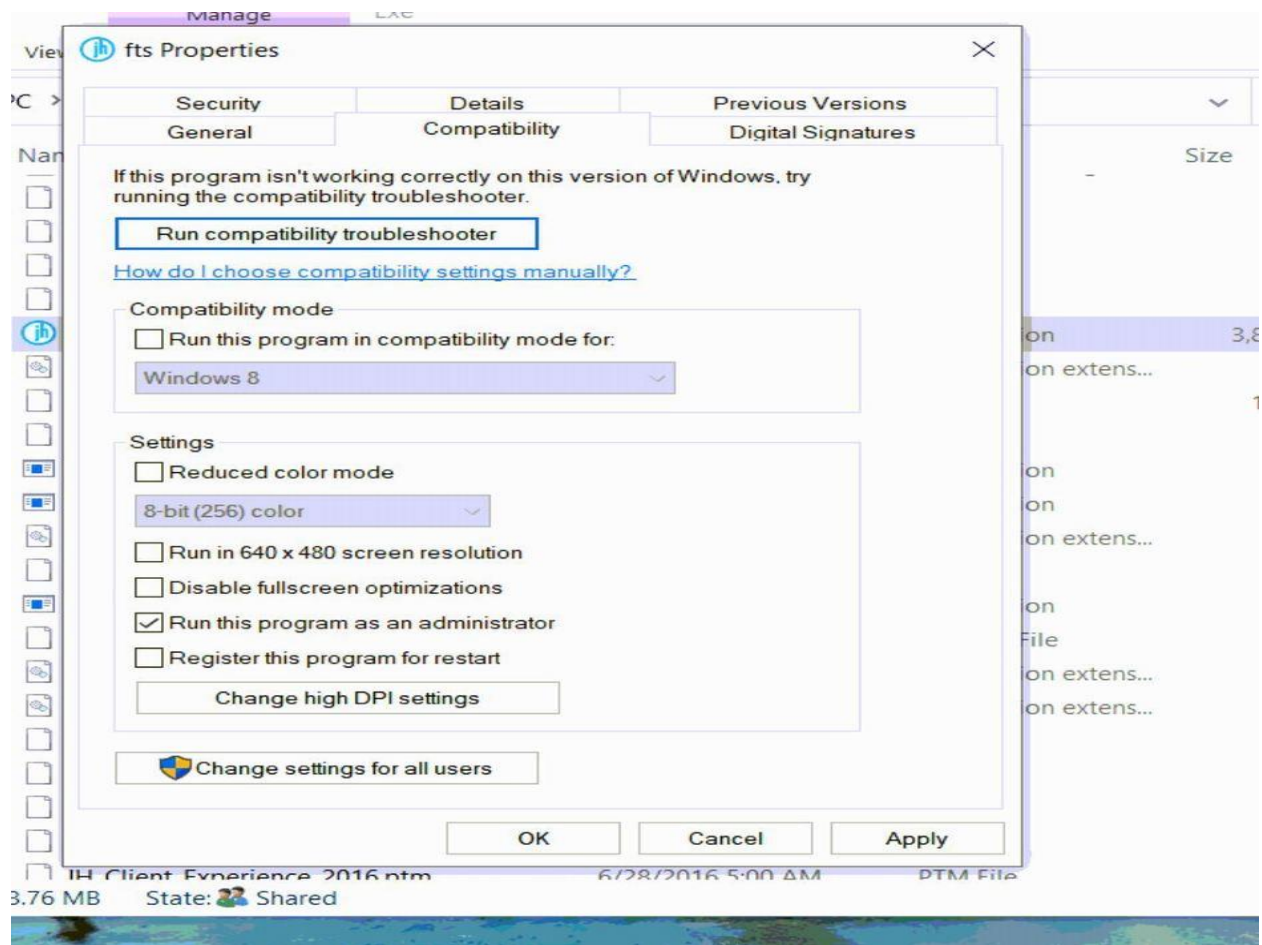 Manage
Exe
View
fts Properties
PC >
Security Details Previous Versions
General Compatibility Digital Signatures
Size
If this program isn't working correctly on this version of Windows, try
running the compatibility troubleshooter.
Run compatibility troubleshooter
How do I choose compatibility settings manually?
Compatibility mode
Run this program in compatibility mode for:
Windows 8
on 3,8
on extens...
1
Settings
Reduced color mode
on
8-bit (256) color
on
on extens...
Run in 640 x 480 screen resolution
Disable fullscreen optimizations
on
Run this program as an administrator
File
Register this program for restart
on extens...
Change high DPI settings
on extens...
Change settings for all users
OK Cancel Apply
JH_Client_Experience_2016.ptm 6/28/2016 5:00 AM PTM File
3.76 MB State: Shared